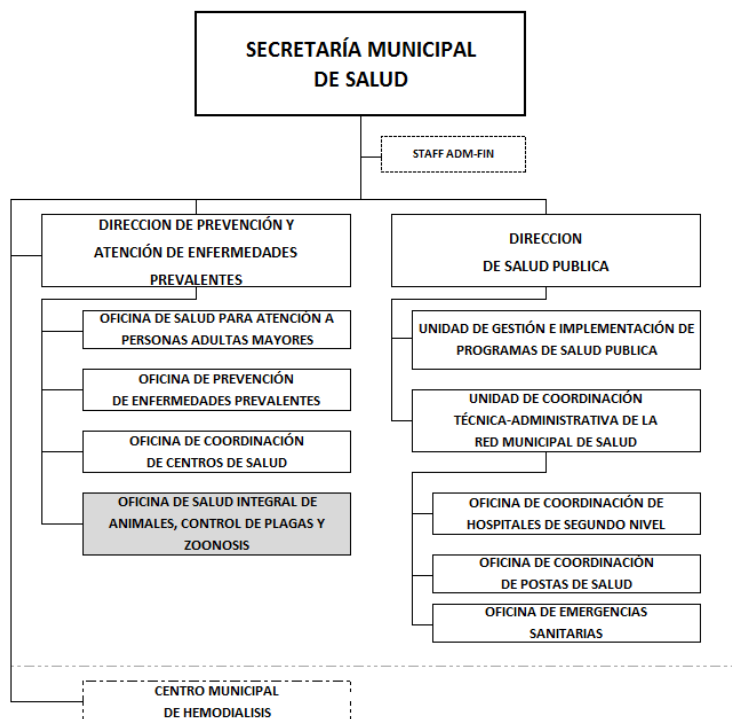 SECRETARÍA MUNICIPAL
DE SALUD
STAFF ADM-FIN
DIRECCION DE PREVENCIÓN Y
ATENCIÓN DE ENFERMEDADES
PREVALENTES
OFICINA DE SALUD PARA ATENCIÓN A
PERSONAS ADULTAS MAYORES
OFICINA DE PREVENCIÓN
DE ENFERMEDADES PREVALENTES
OFICINA DE COORDINACIÓN
DE CENTROS DE SALUD
OFICINA DE SALUD INTEGRAL DE
ANIMALES, CONTROL DE PLAGAS Y
ZOONOSIS
DIRECCION
DE SALUD PUBLICA
UNIDAD DE GESTIÓN E IMPLEMENTACIÓN DE
PROGRAMAS DE SALUD PUBLICA
UNIDAD DE COORDINACIÓN
TÉCNICA-ADMINISTRATIVA DE LA
RED MUNICIPAL DE SALUD
OFICINA DE COORDINACIÓN DE
HOSPITALES DE SEGUNDO NIVEL
OFICINA DE COORDINACIÓN
DE POSTAS DE SALUD
OFICINA DE EMERGENCIAS
SANITARIAS
CENTRO MUNICIPAL
DE HEMODIALISIS